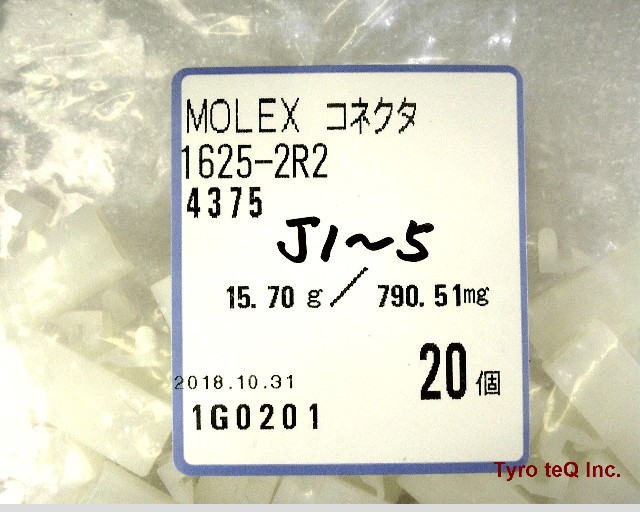 MOLEX コネクタ
1625-2R2
4375
J1~5
15.70 g / 790.51mg
20個
2018.10.31
1G0201
Tyro teQ Inc.